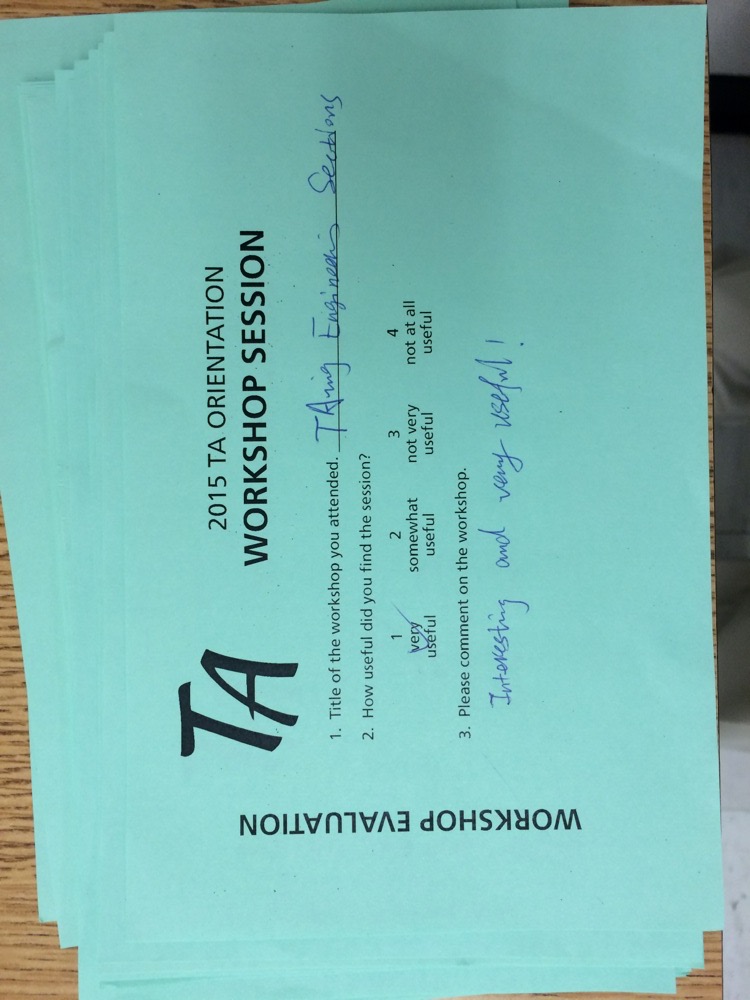 TA
2015 TA ORIENTATION
WORKSHOP SESSION
1. Title of the workshop you attended. TAing Engineering Sections
2. How useful did you find the session?
1 2 3 4
very somewhat not very not at all
useful useful useful useful
3. Please comment on the workshop.
Interesting and very useful!
WORKSHOP EVALUATION